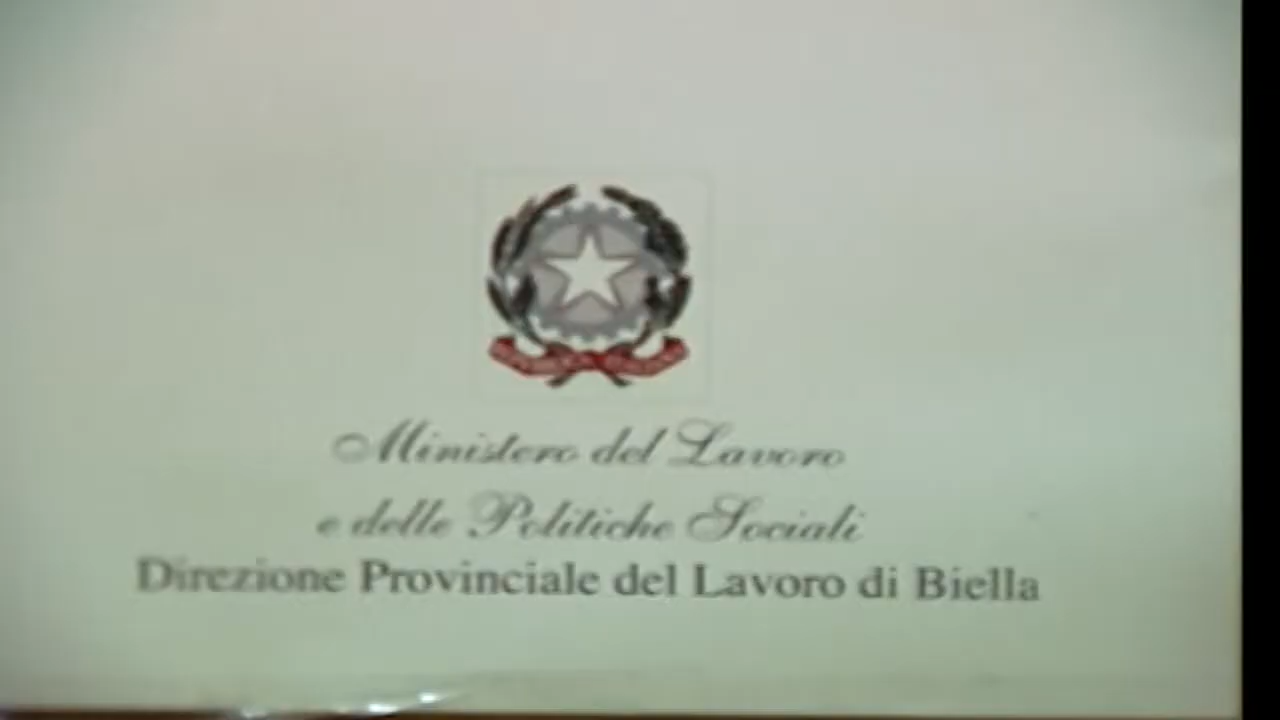 Ministero del Lavoro
e delle Politiche Sociali
Direzione Provinciale del Lavoro di Biella